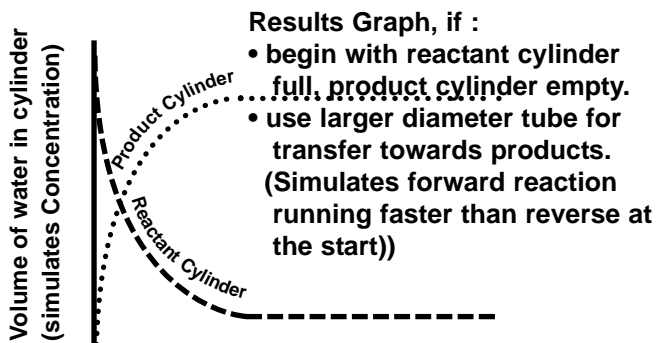 Results Graph, if :
• begin with reactant cylinder
full, product cylinder empty.
• use larger diameter tube for
transfer towards products.
(Simulates forward reaction
running faster than reverse at
the start))
Volume of water in cylinder
(simulates Concentration)
Product Cylinder
Reactant Cylinder